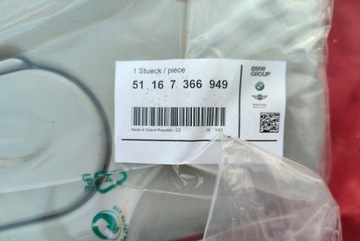 1 Stueck / piece
51 16 7 366 949
BMW
GROUP
Made in Czech Republic - CZ